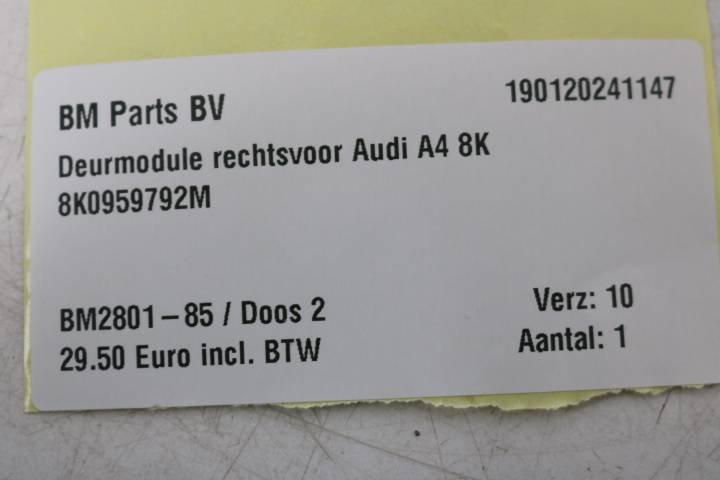 BM Parts BV 190120241147
Deurmodule rechtsvoor Audi A4 8K
8K0959792M
BM2801-85 / Doos 2 Verz: 10
29.50 Euro incl. BTW Aantal: 1